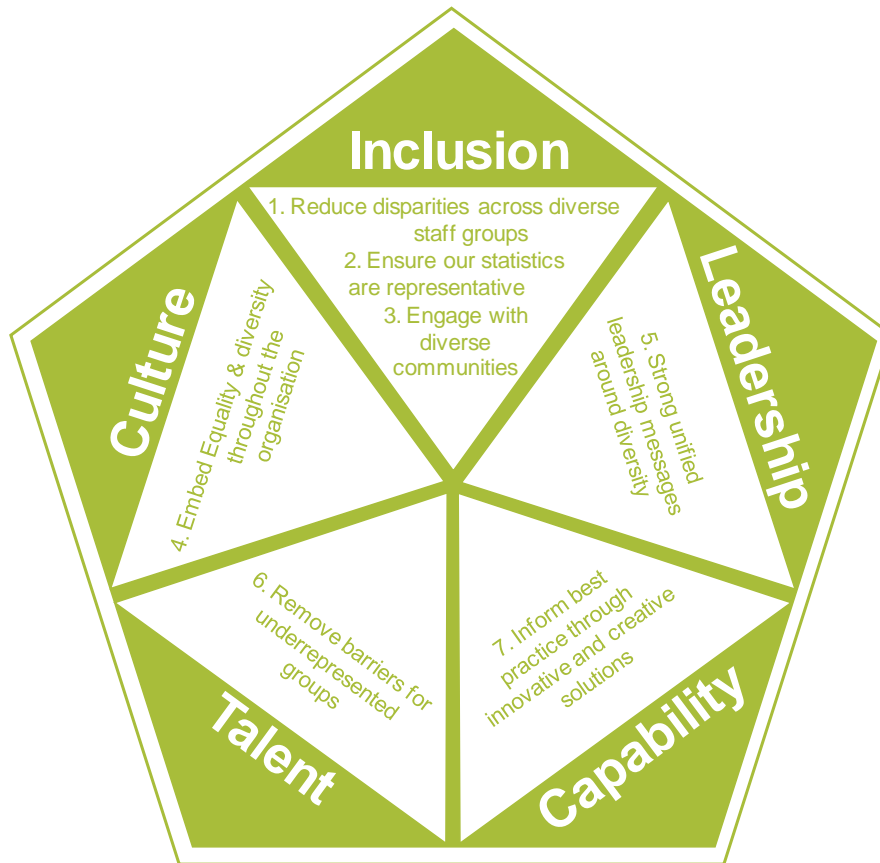 Inclusion
1. Reduce disparities across diverse
staff groups
2. Ensure our statistics
are representative
3. Engage with
diverse
communities
Culture
4. Embed Equality & diversity
throughout the
organisation
Leadership
5. Strong unified
leadership messages
around diversity
Talent
6. Remove barriers for
underrepresented
groups
Capability
7. Inform best
practice through
innovative and creative
solutions